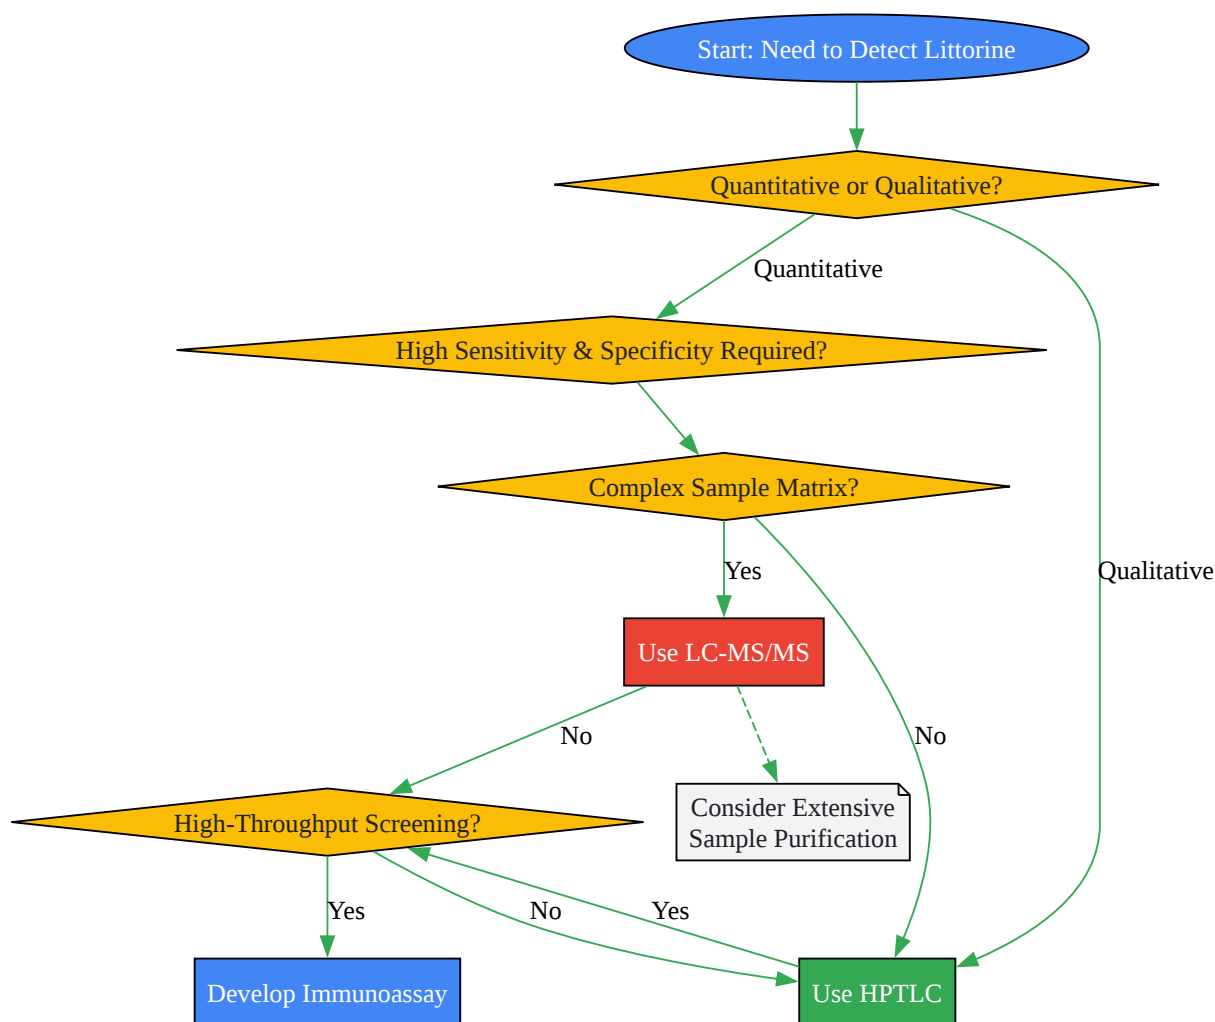 Start: Need to Detect Littorine
Quantitative or Qualitative?
Quantitative
High Sensitivity & Specificity Required?
Complex Sample Matrix?
Yes
Qualitative
Use LC-MS/MS
No
No
Consider Extensive
Sample Purification
High-Throughput Screening?
Yes
No
Yes
Develop Immunoassay
Use HPTLC